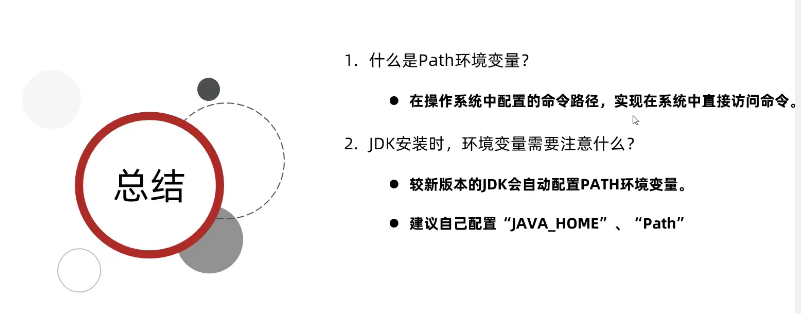 总结
1. 什么是Path环境变量？
● 在操作系统中配置的命令路径，实现在系统中直接访问命令。
2. JDK安装时，环境变量需要注意什么？
● 较新版本的JDK会自动配置PATH环境变量。
● 建议自己配置“JAVA_HOME”、“Path”